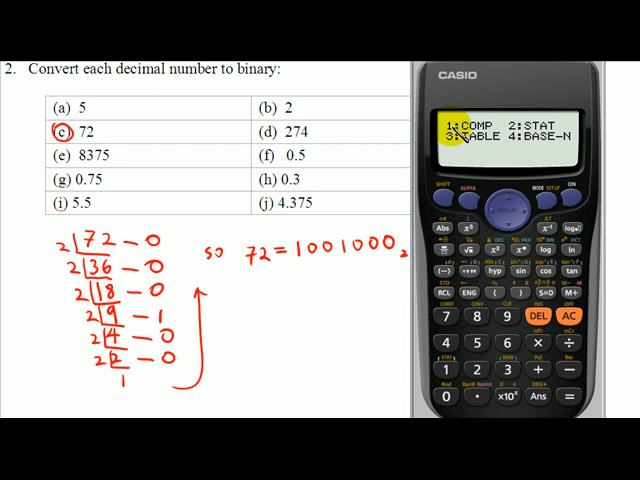 2. Convert each decimal number to binary:
(a) 5 (b) 2
(c) 72 (d) 274
(e) 8375 (f) 0.5
(g) 0.75 (h) 0.3
(i) 5.5 (j) 4.375
2 72 – 0
2 36 – 0
2 18 – 0
2 9 – 1
2 4 – 0
2 2 – 0
1
so 72 = 1001000₂
CASIO
1:COMP 2:STAT
3:TABLE 4:BASE-N
SHIFT ALPHA REPLAY MODE SETUP ON
Abs x³ x⁻¹ log
√ x² log ln
(−) hyp sin cos tan
RCL ENG ( ) S⇔D M+
7 8 9 DEL AC
4 5 6 × ÷
1 2 3 + −
0 . ×10ˣ Ans =